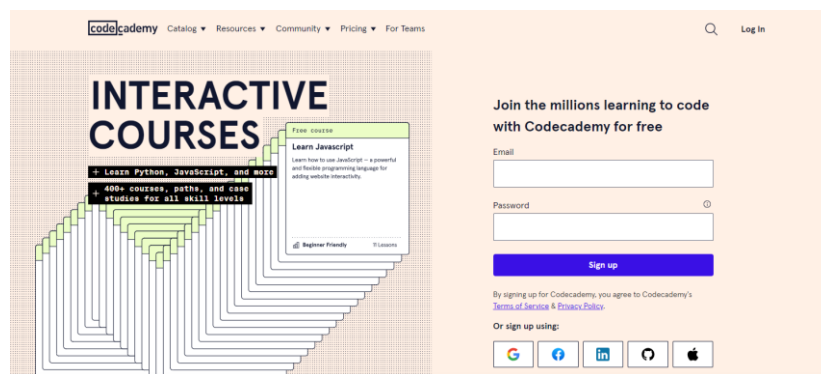 codecademy Catalog Resources Community Pricing For Teams Log In
INTERACTIVE
COURSES
+ Learn Python, JavaScript, and more
+ 400+ courses, paths, and case
studies for all skill levels
Free course
Learn Javascript
Learn how to use JavaScript — a powerful
and flexible programming language for
adding website interactivity.
Beginner Friendly 11 Lessons
Join the millions learning to code
with Codecademy for free
Email
Password
Sign up
By signing up for Codecademy, you agree to Codecademy's
Terms of Service & Privacy Policy.
Or sign up using: